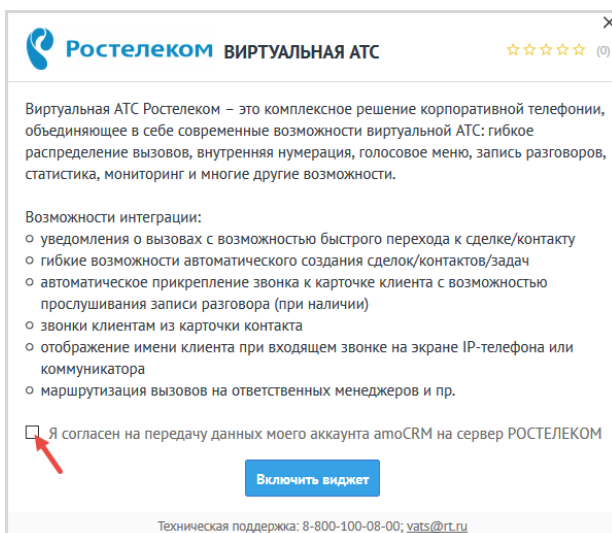 Ростелеком ВИРТУАЛЬНАЯ АТС (0)
Виртуальная АТС Ростелеком – это комплексное решение корпоративной телефонии,
объединяющее в себе современные возможности виртуальной АТС: гибкое
распределение вызовов, внутренняя нумерация, голосовое меню, запись разговоров,
статистика, мониторинг и многие другие возможности.
Возможности интеграции:
уведомления о вызовах с возможностью быстрого перехода к сделке/контакту
гибкие возможности автоматического создания сделок/контактов/задач
автоматическое прикрепление звонка к карточке клиента с возможностью
прослушивания записи разговора (при наличии)
звонки клиентам из карточки контакта
отображение имени клиента при входящем звонке на экране IP-телефона или
коммуникатора
маршрутизация вызовов на ответственных менеджеров и пр.
Я согласен на передачу данных моего аккаунта amoCRM на сервер РОСТЕЛЕКОМ
Включить виджет
Техническая поддержка: 8-800-100-08-00; vats@rt.ru